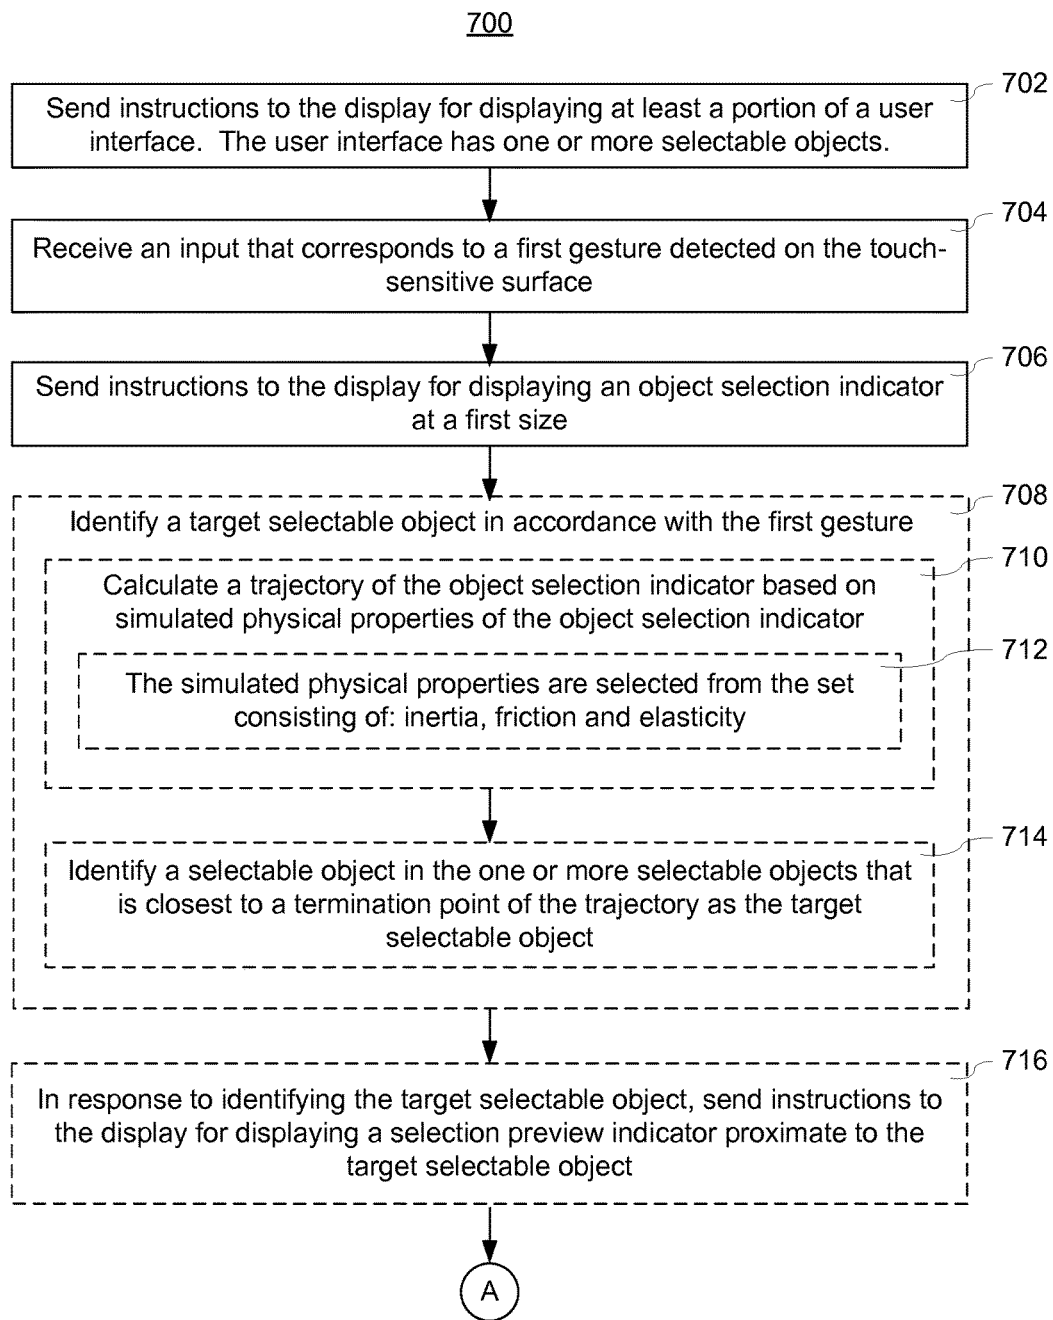 700
702
Send instructions to the display for displaying at least a portion of a user
interface. The user interface has one or more selectable objects.
704
Receive an input that corresponds to a first gesture detected on the touch-
sensitive surface
706
Send instructions to the display for displaying an object selection indicator
at a first size
708
Identify a target selectable object in accordance with the first gesture
710
Calculate a trajectory of the object selection indicator based on
simulated physical properties of the object selection indicator
712
The simulated physical properties are selected from the set
consisting of: inertia, friction and elasticity
714
Identify a selectable object in the one or more selectable objects that
is closest to a termination point of the trajectory as the target
selectable object
716
In response to identifying the target selectable object, send instructions to
the display for displaying a selection preview indicator proximate to the
target selectable object
A